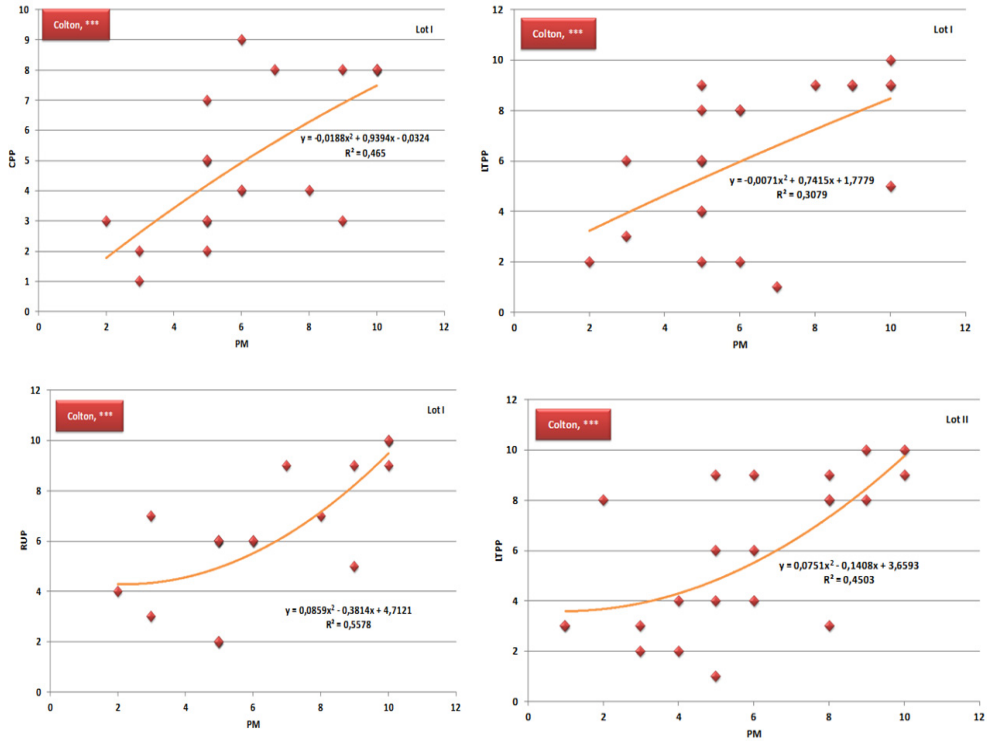 Colton, ***
Lot I
10
9
8
7
6
5
4
3
2
1
0
CPP
y = -0,0188x² + 0,9394x - 0,0324
R² = 0,465
0 2 4 6 8 10 12
PM
Colton, ***
Lot I
12
10
8
6
4
2
0
LTPP
y = -0,0071x² + 0,7415x + 1,7779
R² = 0,3079
0 2 4 6 8 10 12
PM
Colton, ***
Lot I
12
10
8
6
4
2
0
RUP
y = 0,0859x² - 0,3814x + 4,7121
R² = 0,5578
0 2 4 6 8 10 12
PM
Colton, ***
Lot II
12
10
8
6
4
2
0
LTPP
y = 0,0751x² - 0,1408x + 3,6593
R² = 0,4503
0 2 4 6 8 10 12
PM